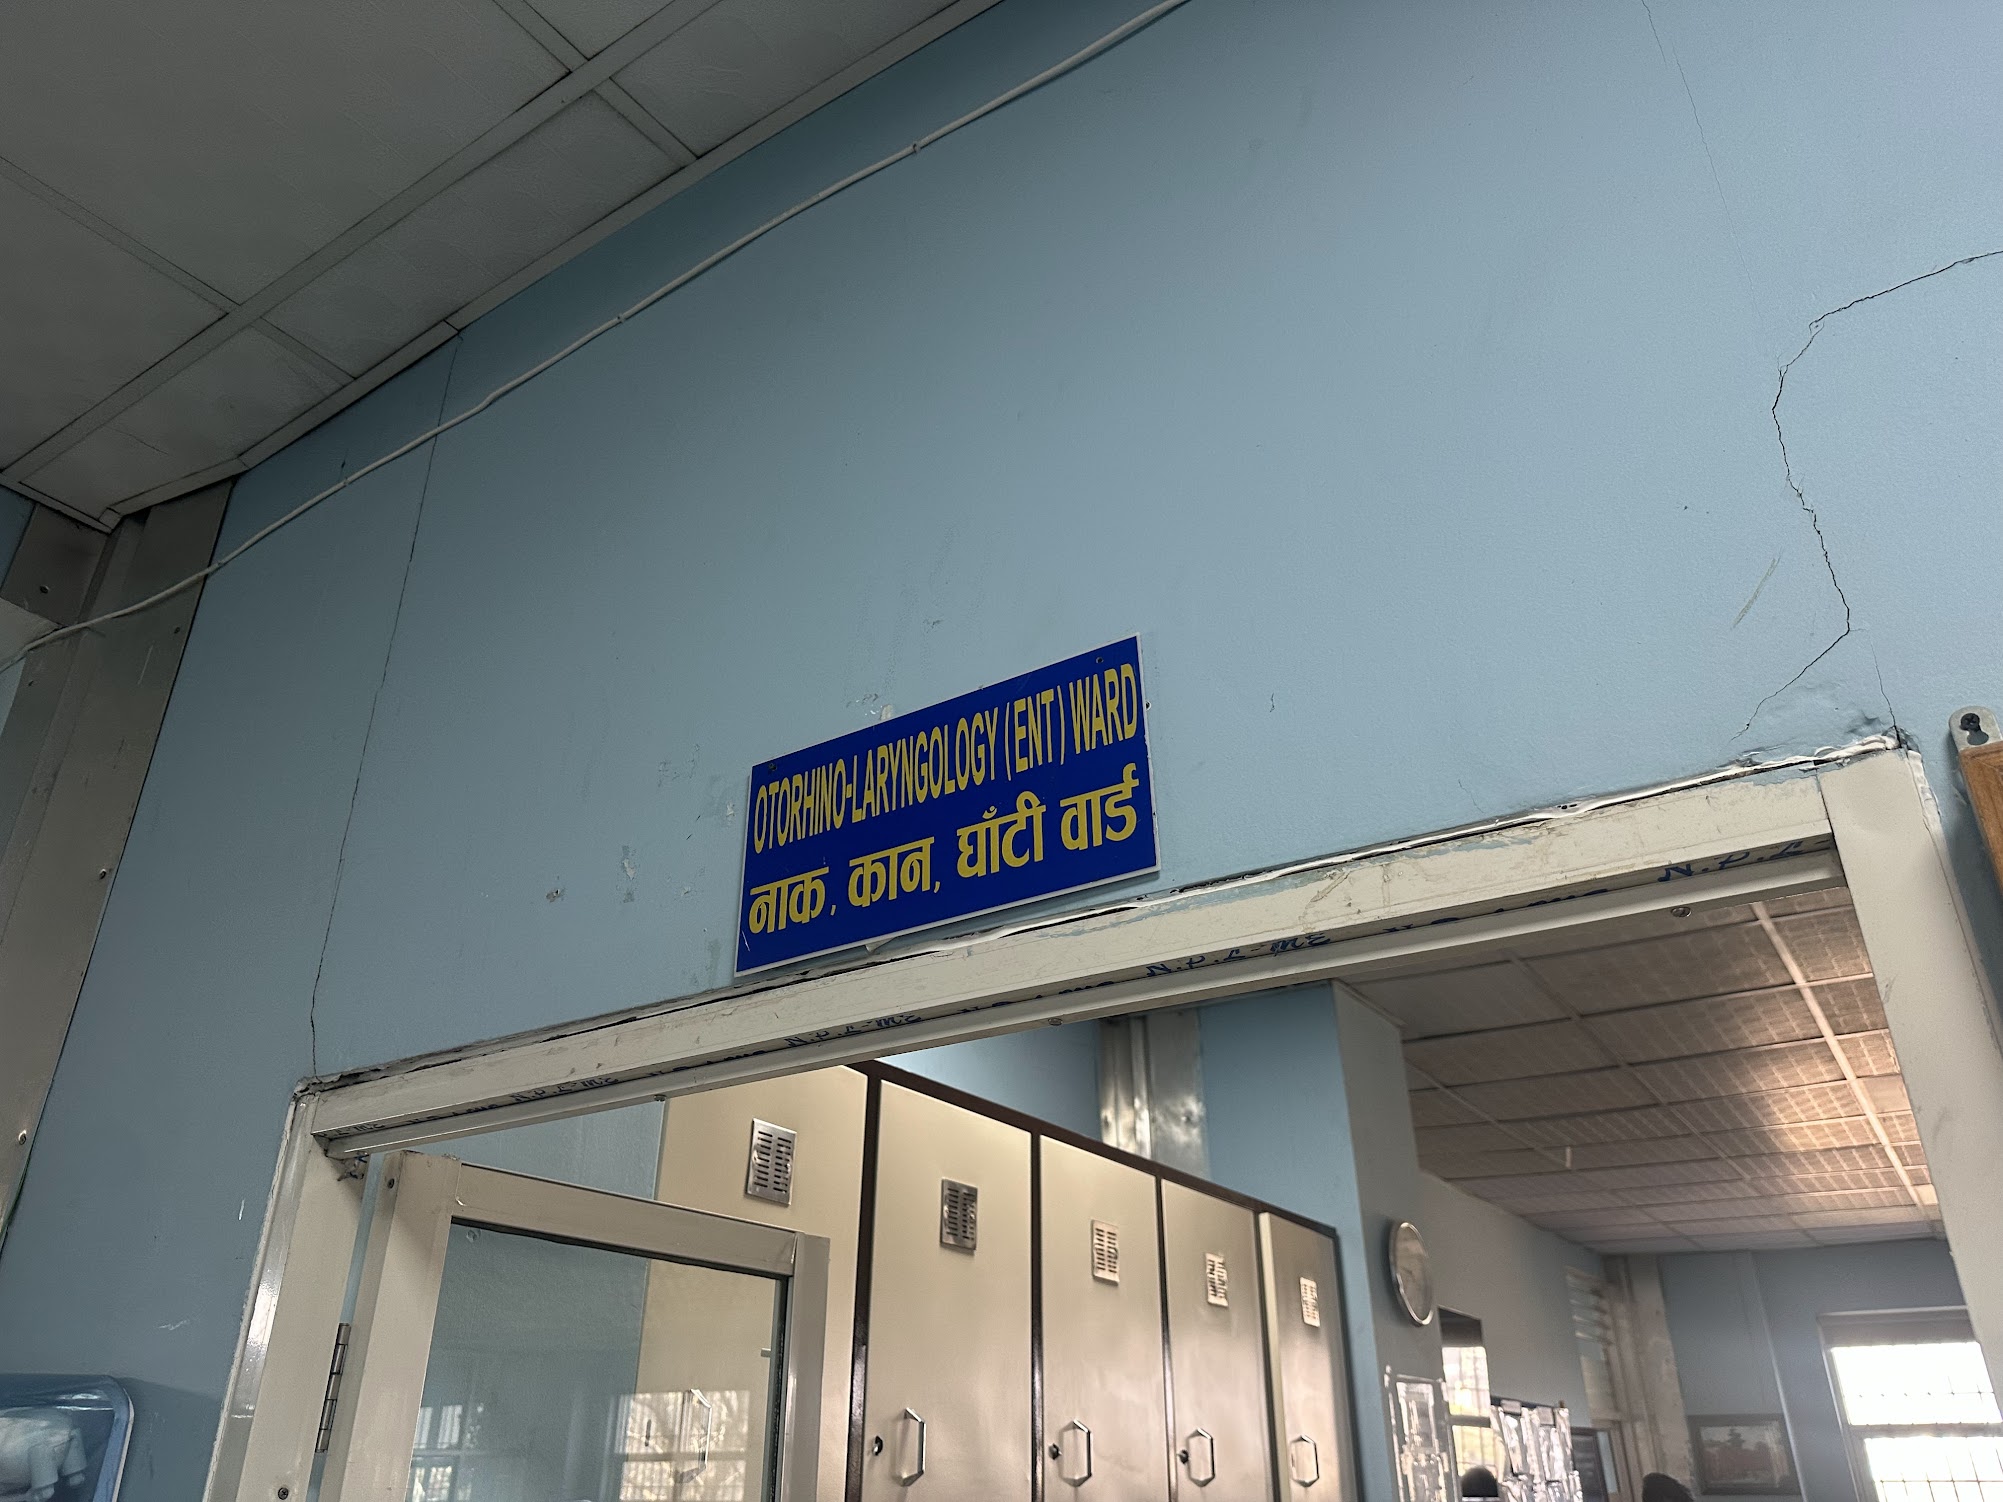 OTORHINO-LARYNGOLOGY (ENT) WARD
नाक, कान, घाँटी वार्ड